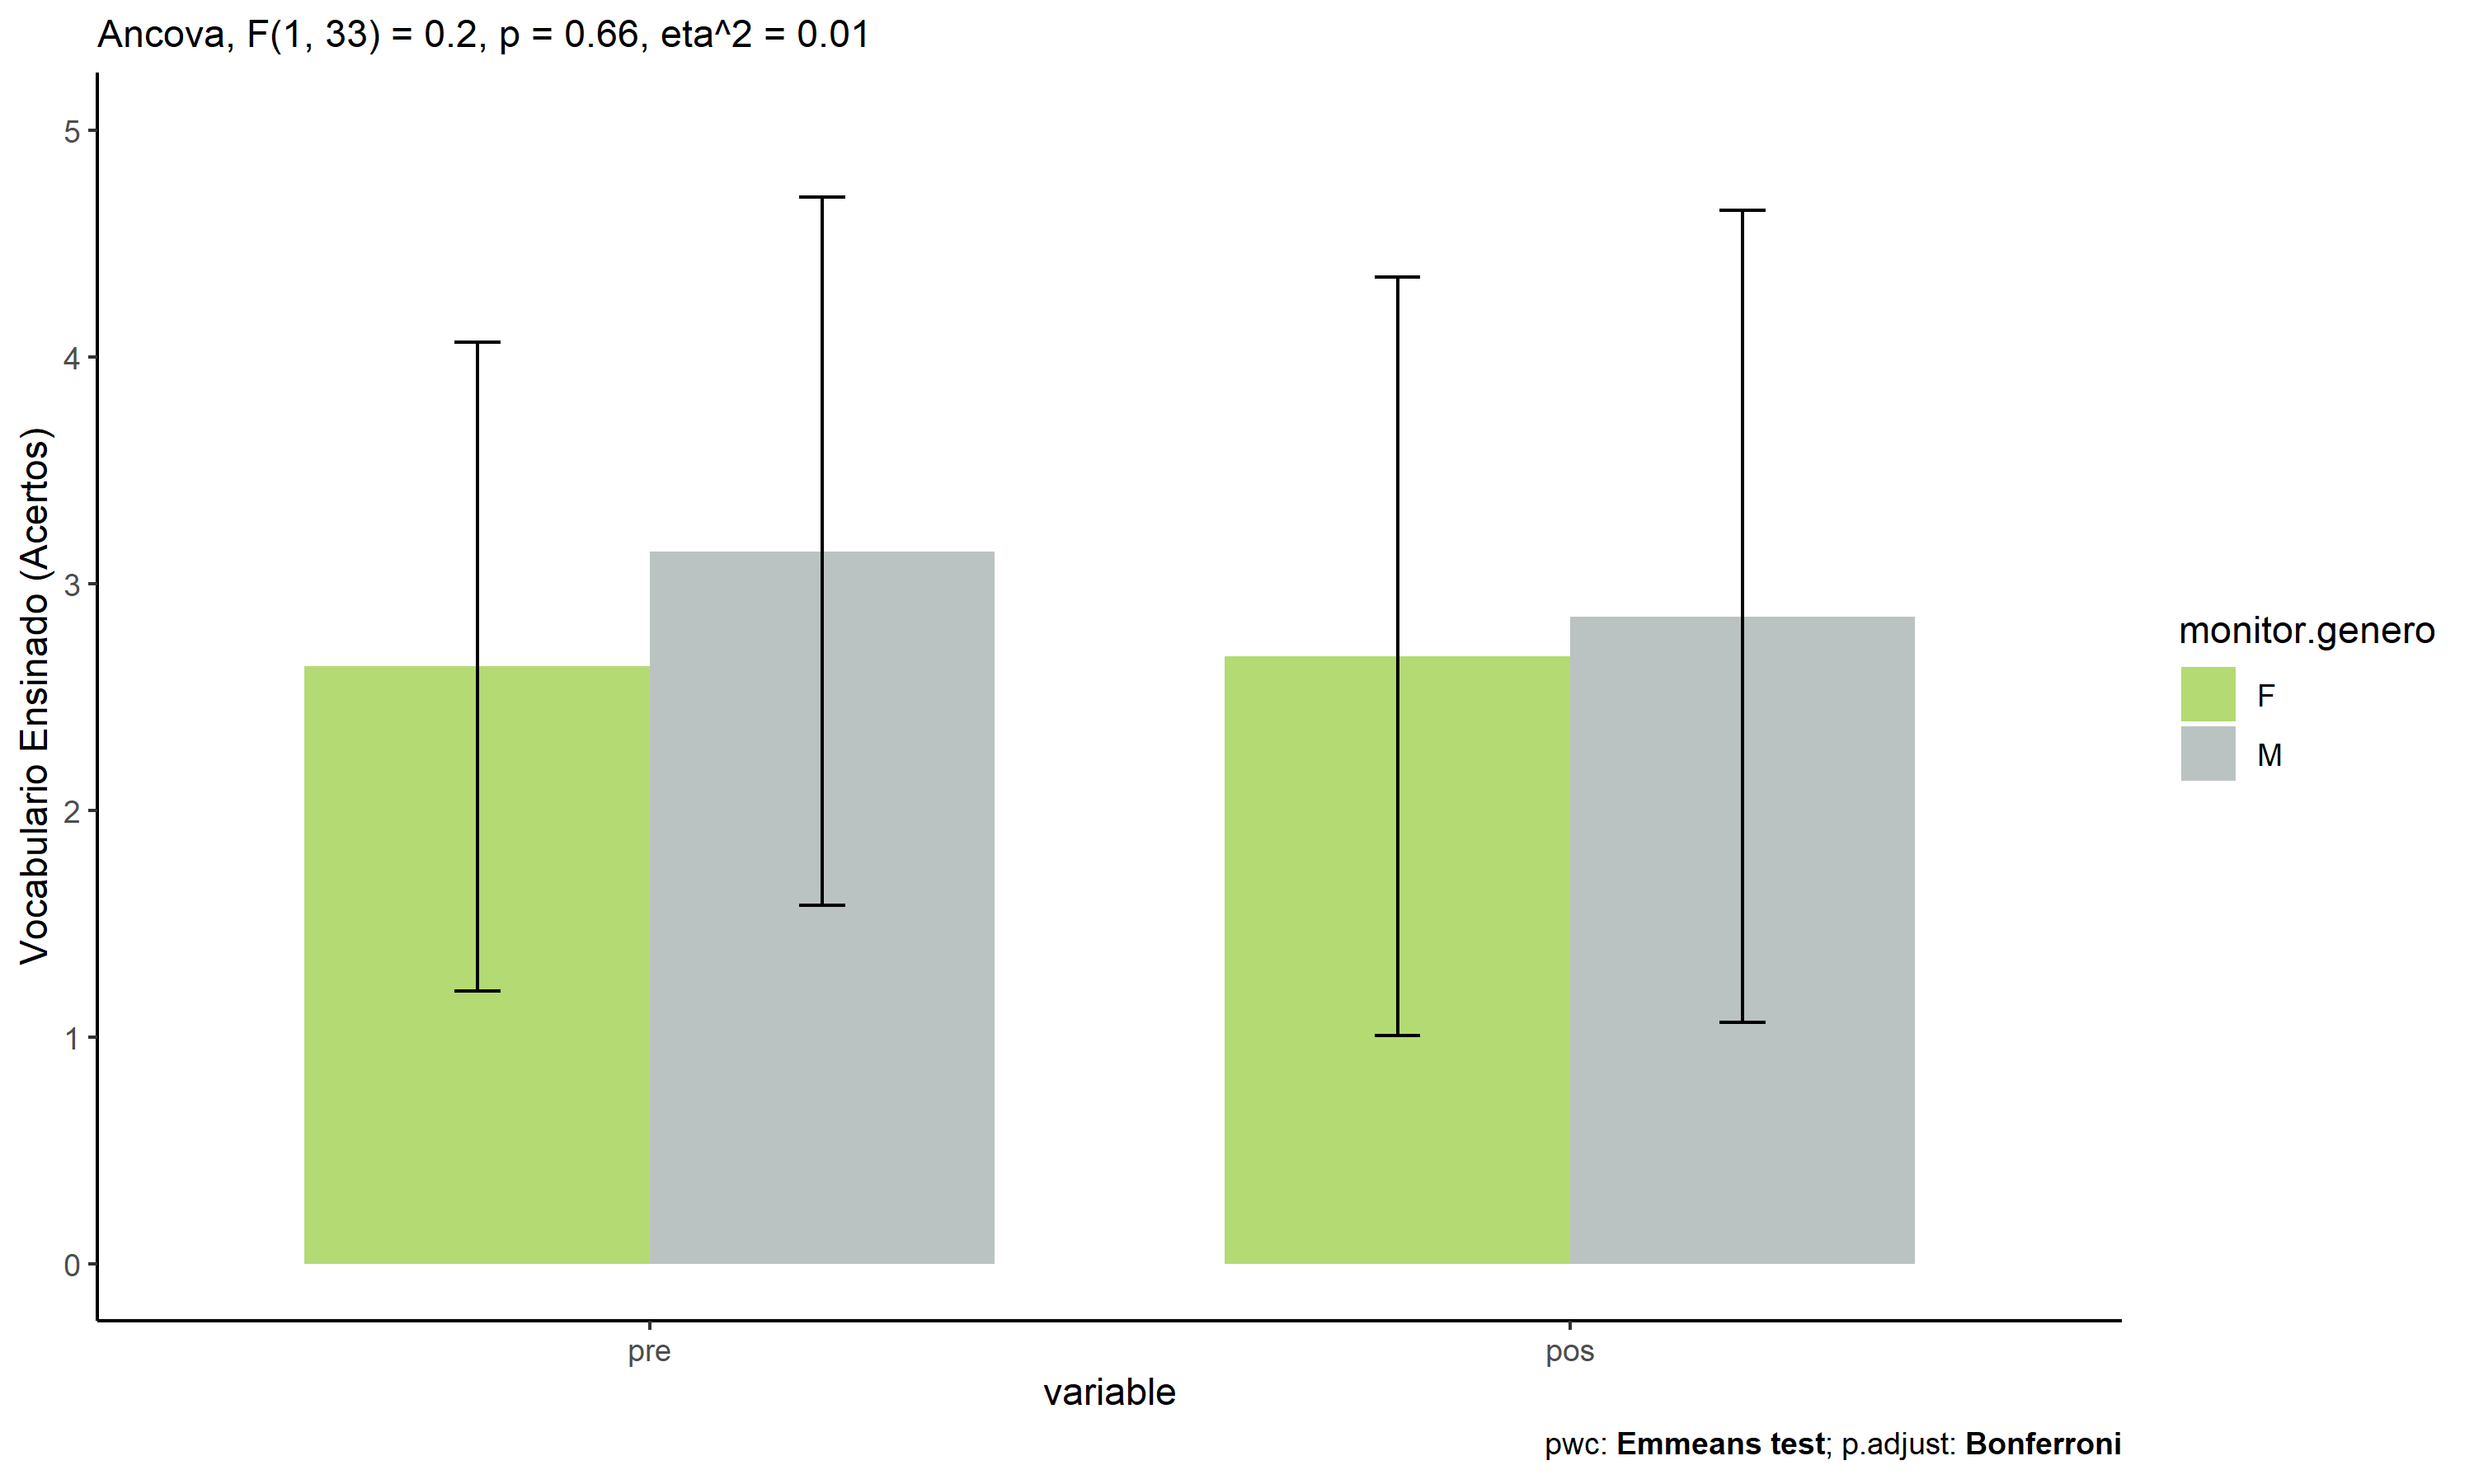 Ancova, F(1, 33) = 0.2, p = 0.66, eta^2 = 0.01
Vocabulario Ensinado (Acertos)
5
4
3
2
1
0
pre
pos
variable
monitor.genero
F
M
pwc: Emmeans test; p.adjust: Bonferroni